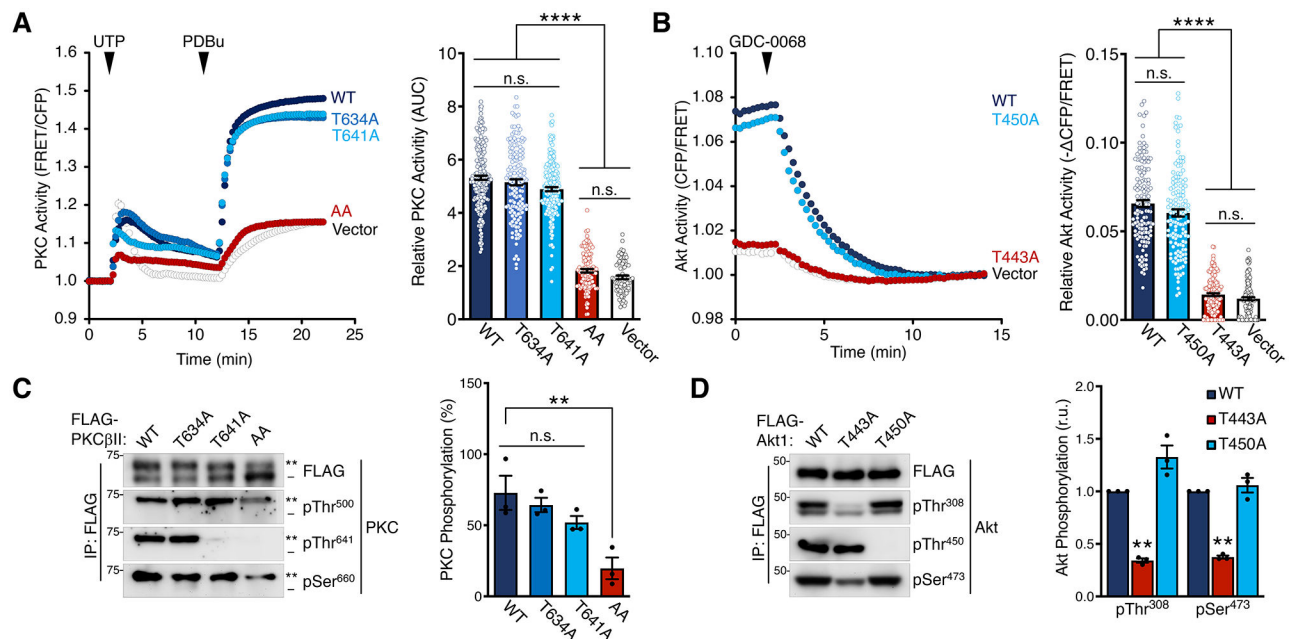 A
UTP
PDBu
PKC Activity (FRET/CFP)
1.6
1.5
1.4
1.3
1.2
1.1
1.0
0.9
WT
T634A
T641A
AA
Vector
0 5 10 15 20 25
Time (min)
****
n.s.
n.s.
Relative PKC Activity (AUC)
10
8
6
4
2
0
WT T634A T641A AA Vector
B
GDC-0068
Akt Activity (CFP/FRET)
1.10
1.08
1.06
1.04
1.02
1.00
0.98
WT
T450A
T443A
Vector
0 5 10 15
Time (min)
****
n.s.
n.s.
Relative Akt Activity (-ΔCFP/FRET)
0.15
0.10
0.05
0.00
WT T450A T443A Vector
C
FLAG-
PKCβII:
WT T634A T641A AA
IP: FLAG
75 ** – FLAG
75 ** – pThr500
75 ** – pThr641
75 ** – pSer660
PKC
PKC Phosphorylation (%)
150
100
50
0
**
n.s.
WT T634A T641A AA
D
FLAG-
Akt1:
WT T443A T450A
IP: FLAG
50 FLAG
50 pThr308
50 pThr450
50 pSer473
Akt
Akt Phosphorylation (r.u.)
2.0
1.5
1.0
0.5
0.0
WT
T443A
T450A
** **
pThr308 pSer473